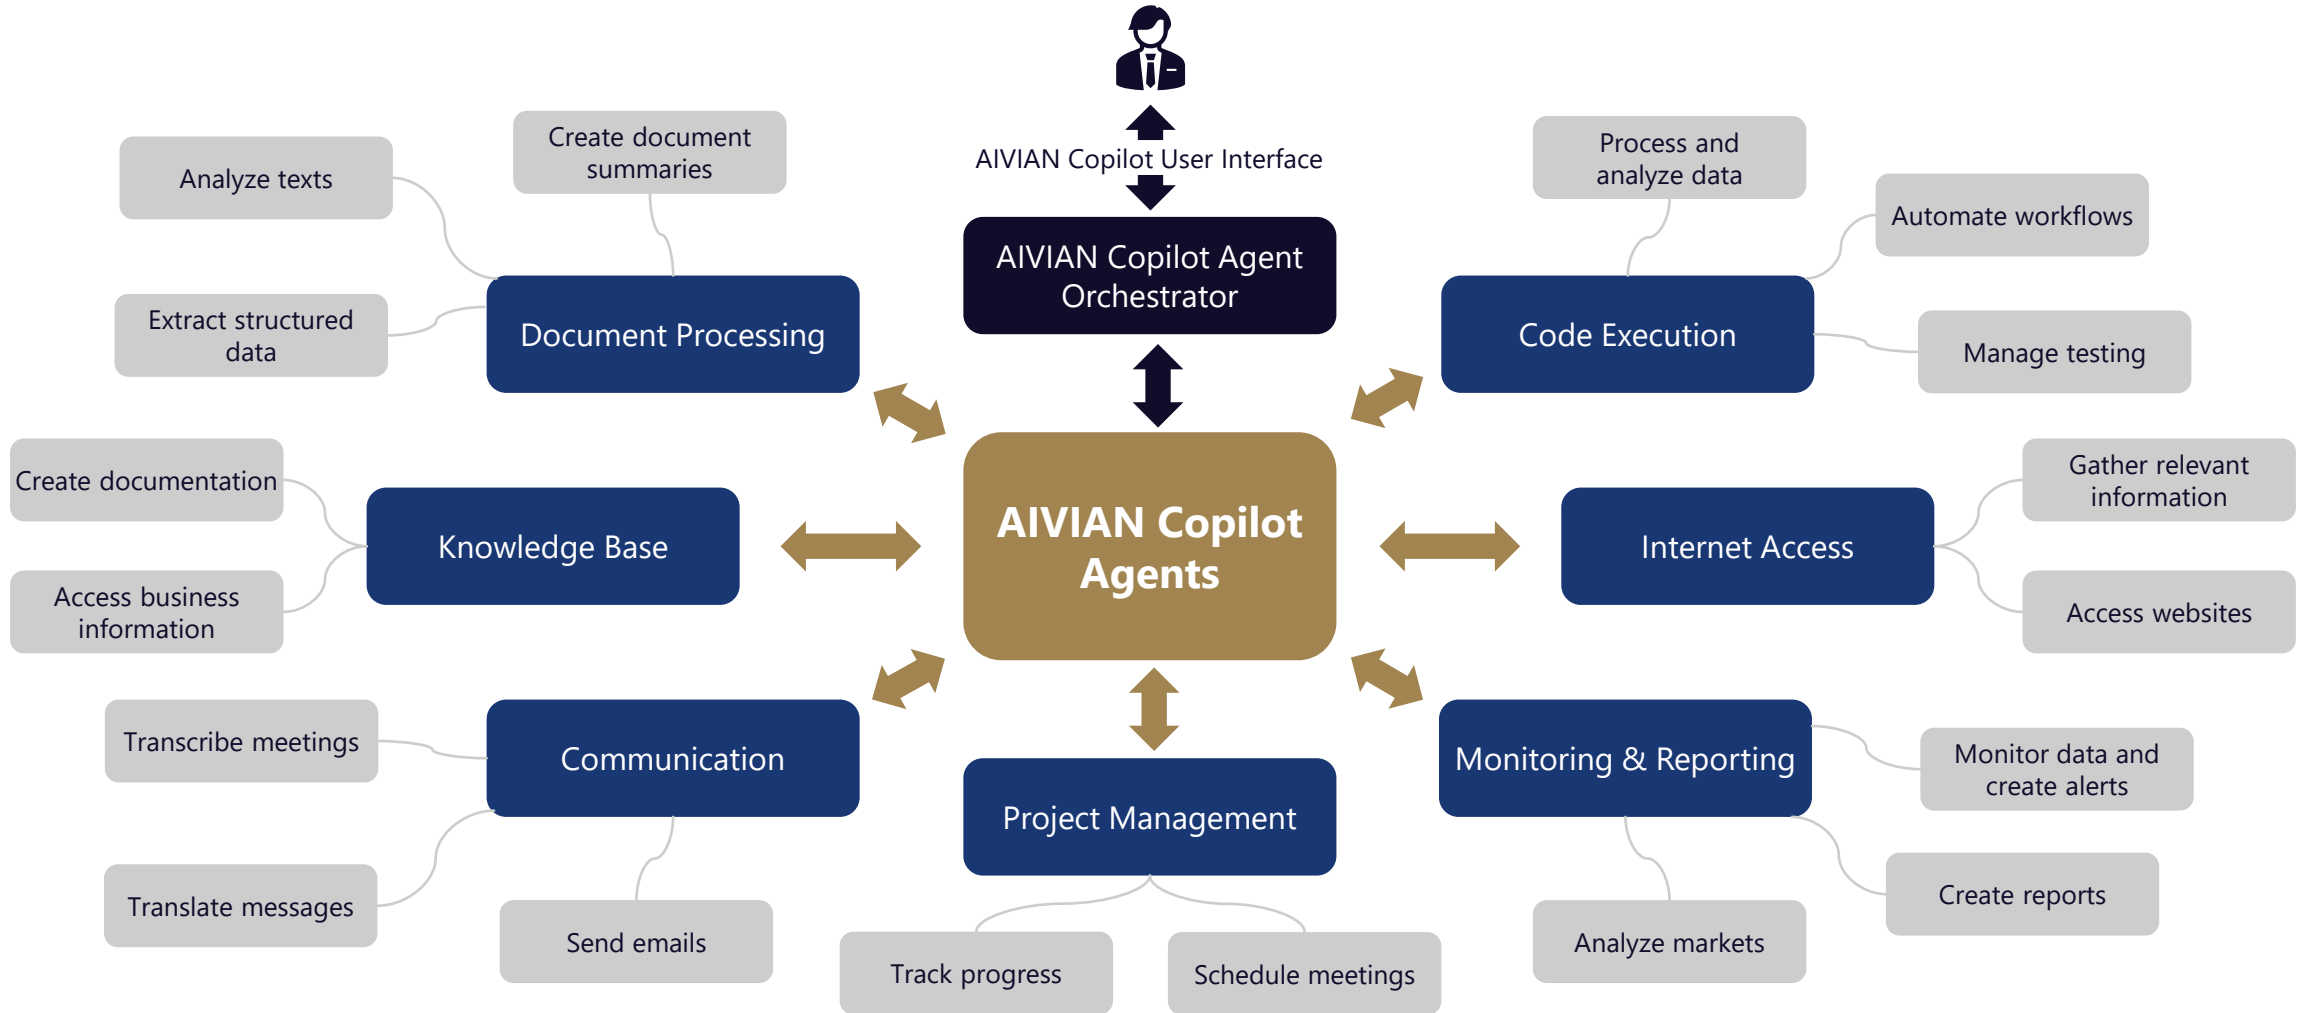 AIVIAN Copilot User Interface
AIVIAN Copilot Agent
Orchestrator
AIVIAN Copilot
Agents
Document Processing
Analyze texts
Create document
summaries
Extract structured
data
Knowledge Base
Create documentation
Access business
information
Communication
Transcribe meetings
Translate messages
Send emails
Project Management
Track progress
Schedule meetings
Code Execution
Process and
analyze data
Automate workflows
Manage testing
Internet Access
Gather relevant
information
Access websites
Monitoring & Reporting
Monitor data and
create alerts
Create reports
Analyze markets